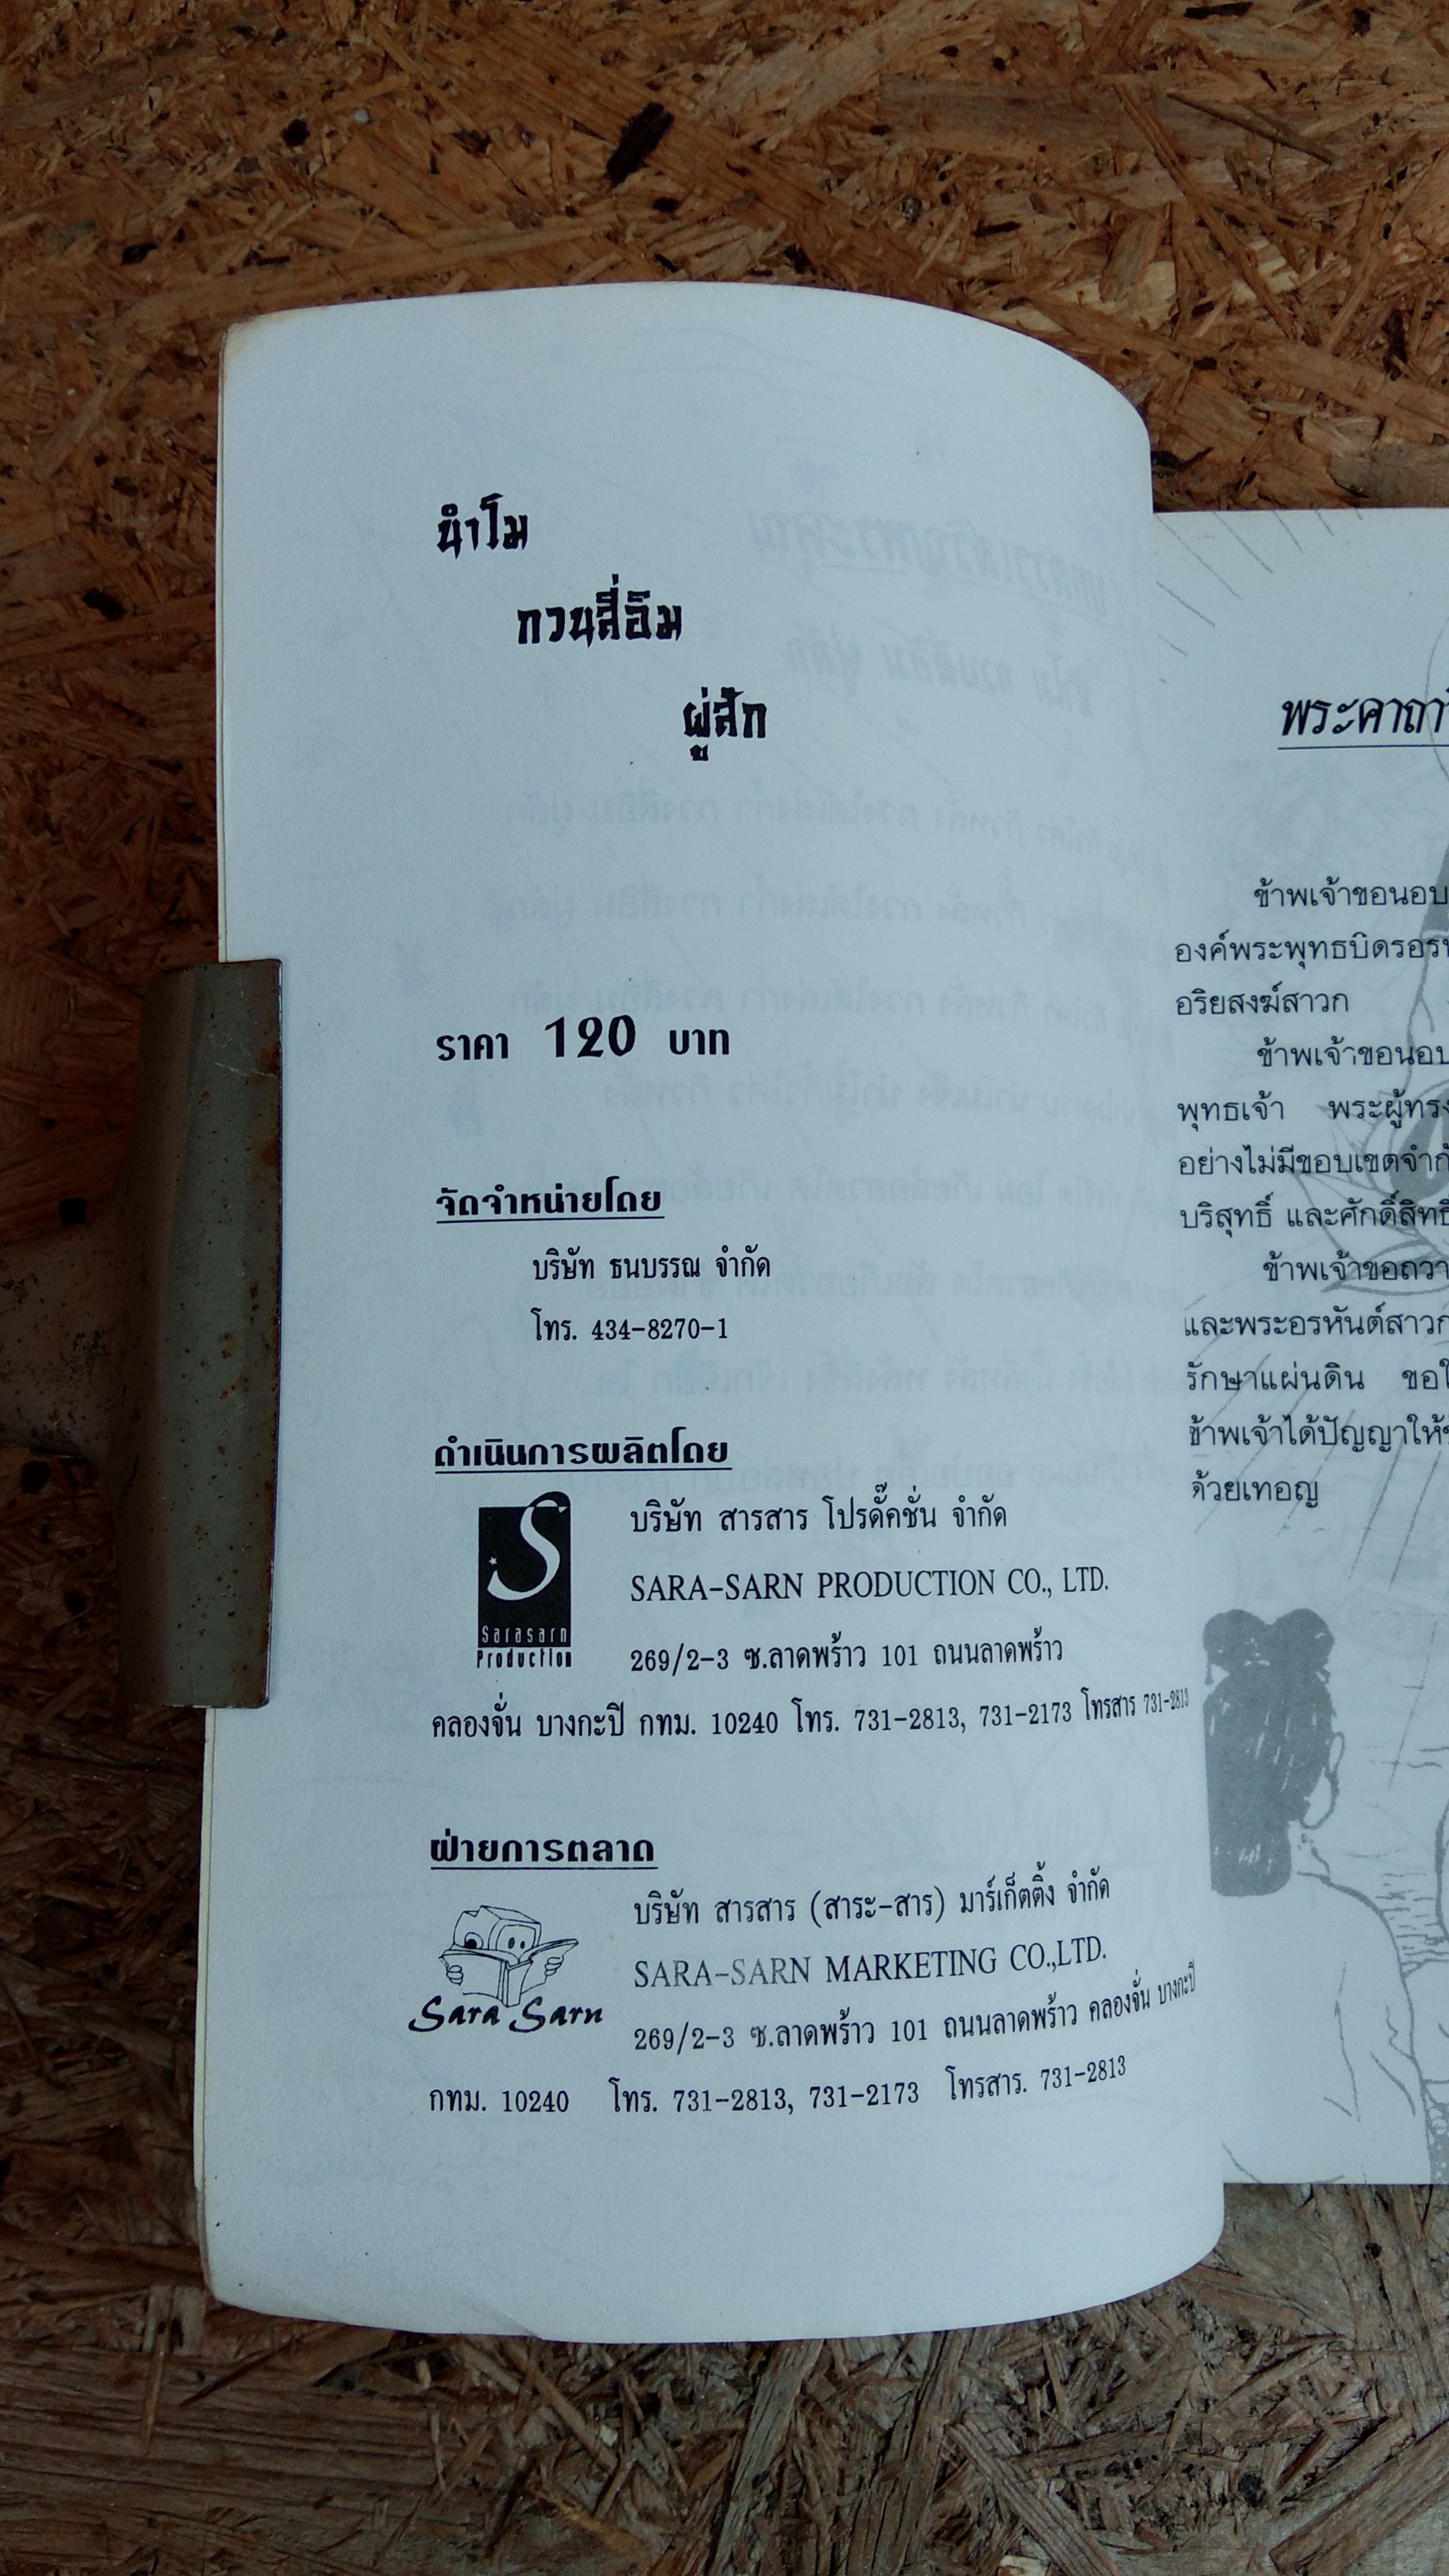 นำโม
กวนสี่อิม
ผู่สัก
ราคา 120 บาท
จัดจำหน่ายโดย
บริษัท ธนบรรณ จำกัด
โทร. 434-8270-1
ดำเนินการผลิตโดย
S
Sarasarn
Production
บริษัท สารสาร โปรดั๊คชั่น จำกัด
SARA-SARN PRODUCTION CO., LTD.
269/2-3 ซ.ลาดพร้าว 101 ถนนลาดพร้าว
คลองจั่น บางกะปิ กทม. 10240 โทร. 731-2813, 731-2173 โทรสาร 731-2813
ฝ่ายการตลาด
Sara Sarn
บริษัท สารสาร (สาระ-สาร) มาร์เก็ตติ้ง จำกัด
SARA-SARN MARKETING CO.,LTD.
269/2-3 ซ.ลาดพร้าว 101 ถนนลาดพร้าว คลองจั่น บางกะปิ
กทม. 10240 โทร. 731-2813, 731-2173 โทรสาร. 731-2813
พระคาถา
ข้าพเจ้าขอนอบ
องค์พระพุทธบิดรอร
อริยสงฆ์สาวก
ข้าพเจ้าขอนอบ
พุทธเจ้า พระผู้ทรง
อย่างไม่มีขอบเขตจำกั
บริสุทธิ์ และศักดิ์สิทธิ
ข้าพเจ้าขอถวา
และพระอรหันต์สาวก
รักษาแผ่นดิน ขอใ
ข้าพเจ้าได้ปัญญาให้
ด้วยเทอญ